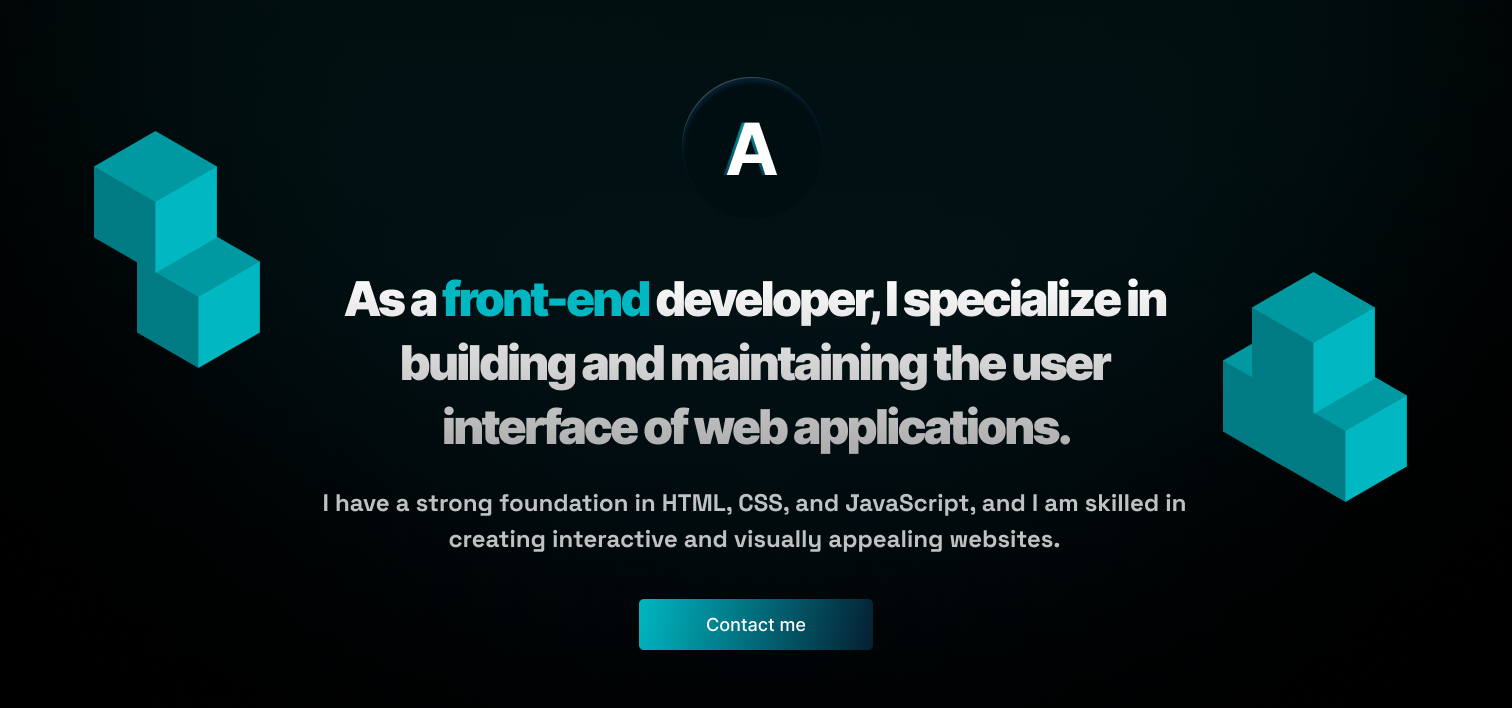 A
As a front-end developer, I specialize in
building and maintaining the user
interface of web applications.
I have a strong foundation in HTML, CSS, and JavaScript, and I am skilled in
creating interactive and visually appealing websites.
Contact me